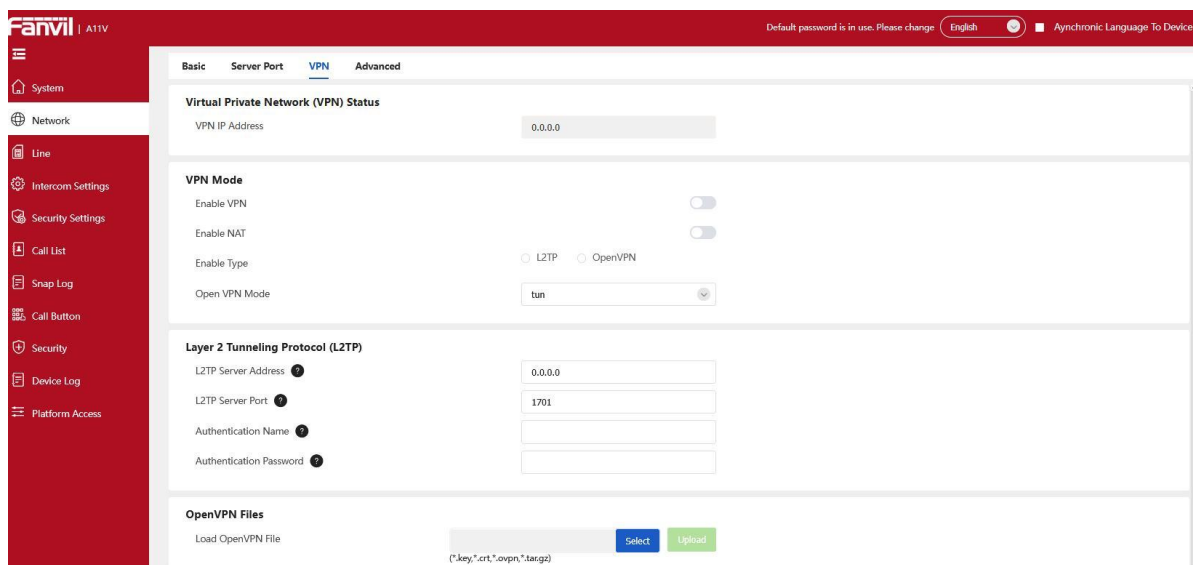 Fanvil | A11V
Default password is in use. Please change English Aynchronic Language To Device
Basic Server Port VPN Advanced
System
Network
Line
Intercom Settings
Security Settings
Call List
Snap Log
Call Button
Security
Device Log
Platform Access
Virtual Private Network (VPN) Status
VPN IP Address 0.0.0.0
VPN Mode
Enable VPN
Enable NAT
Enable Type L2TP OpenVPN
Open VPN Mode tun
Layer 2 Tunneling Protocol (L2TP)
L2TP Server Address ? 0.0.0.0
L2TP Server Port ? 1701
Authentication Name ?
Authentication Password ?
OpenVPN Files
Load OpenVPN File Select Upload
(*.key,*.crt,*.ovpn,*.tar.gz)